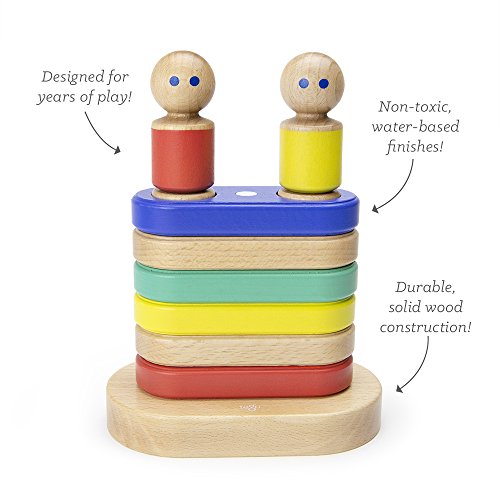 Designed for
years of play!
Non-toxic,
water-based
finishes!
Durable,
solid wood
construction!